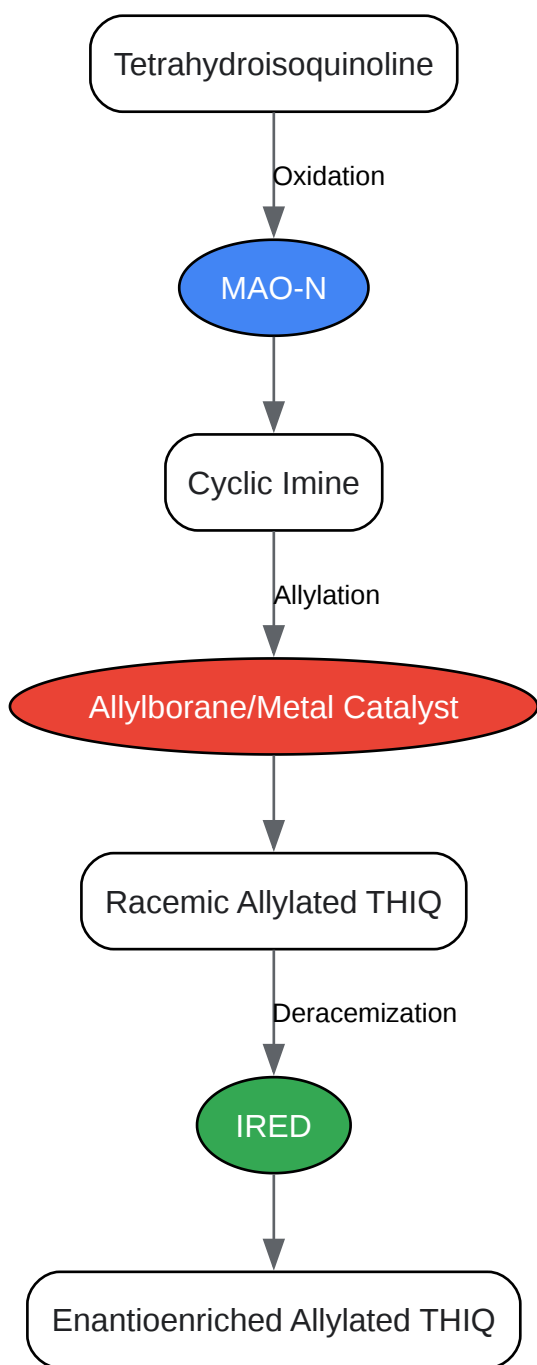 Tetrahydroisoquinoline
Oxidation
MAO-N
Cyclic Imine
Allylation
Allylborane/Metal Catalyst
Racemic Allylated THIQ
Deracemization
IRED
Enantioenriched Allylated THIQ